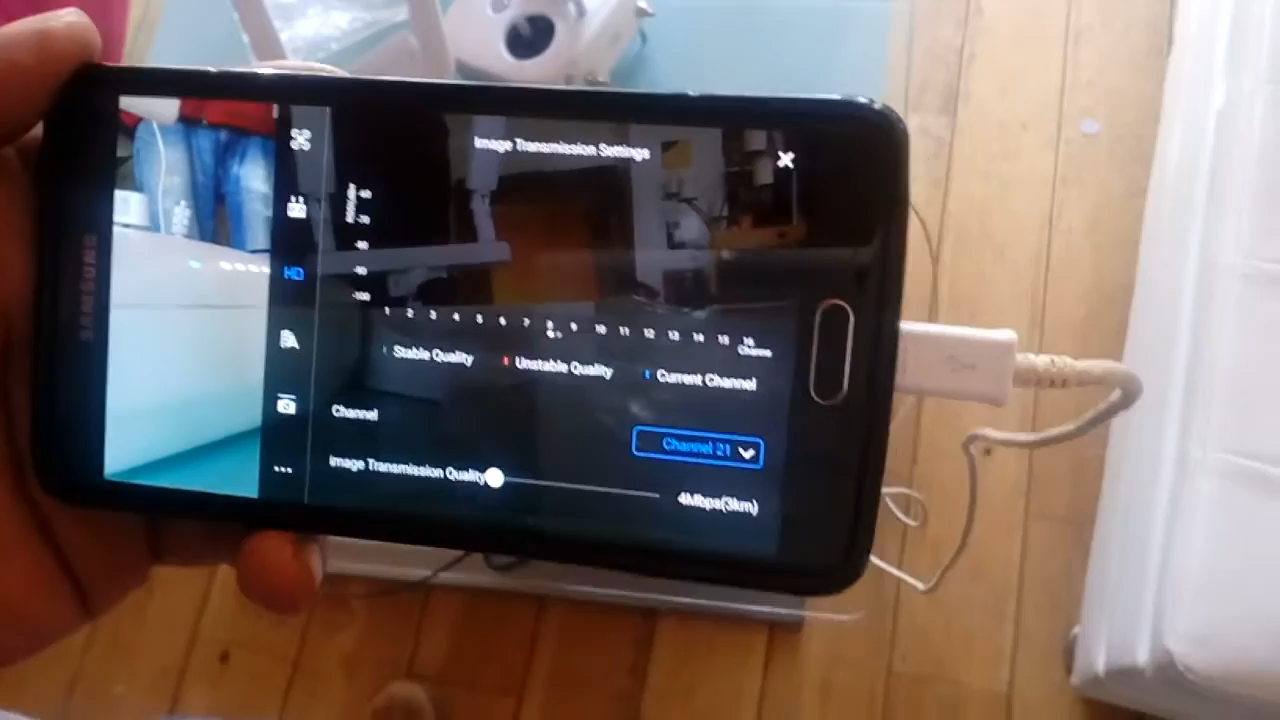 SAMSUNG
Image Transmission Settings
-60
-70
-80
-90
-100
1 2 3 4 5 6 7 8 9 10 11 12 13 14 15 16
Channe
Stable Quality Unstable Quality Current Channel
HD
Channel
Channel 21
Image Transmission Quality
4Mbps(3km)